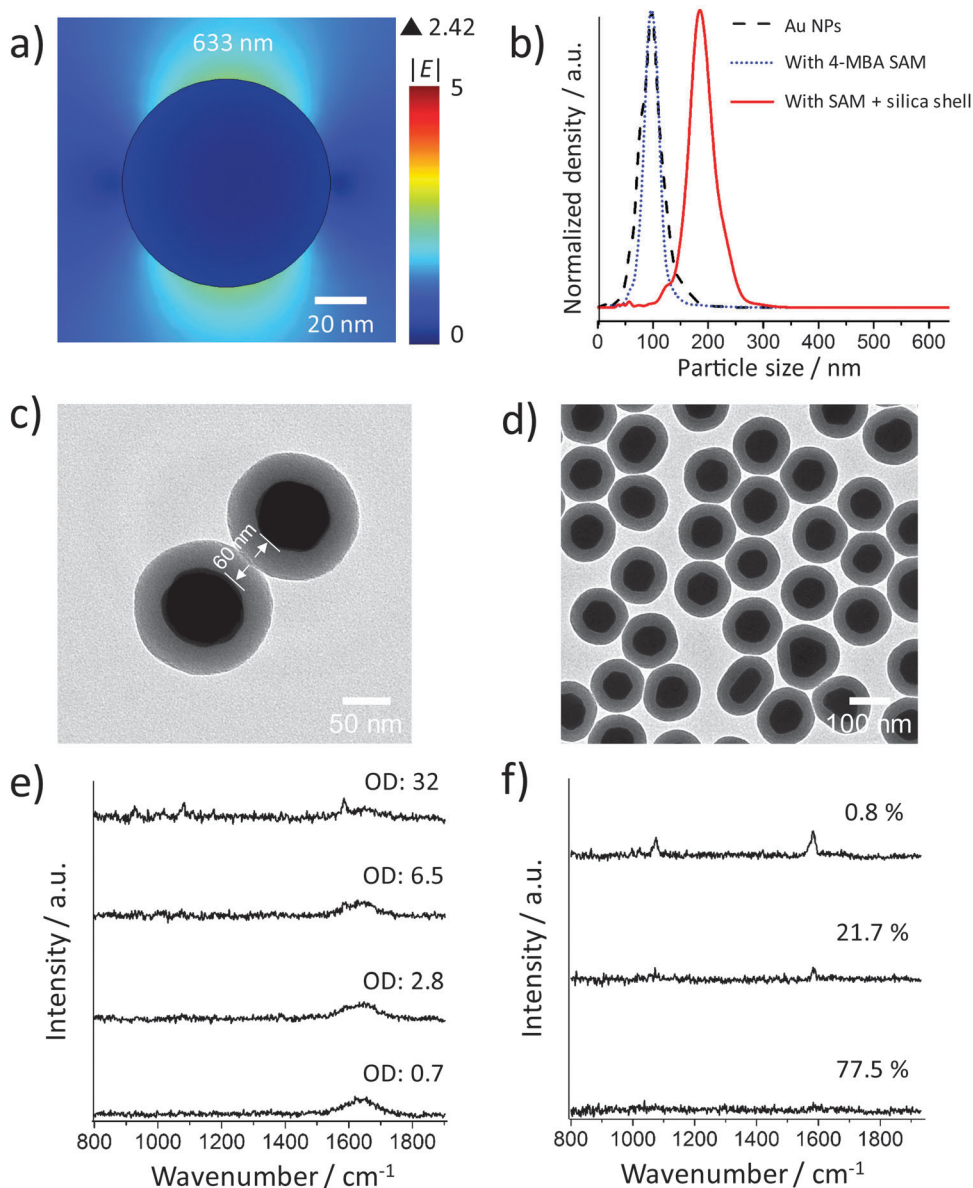 a)
633 nm
▲ 2.42
|E|
5
0
20 nm
b)
Normalized density / a.u.
Au NPs
With 4-MBA SAM
With SAM + silica shell
0 100 200 300 400 500 600
Particle size / nm
c)
60 nm
50 nm
d)
100 nm
e)
Intensity / a.u.
OD: 32
OD: 6.5
OD: 2.8
OD: 0.7
800 1000 1200 1400 1600 1800
Wavenumber / cm⁻¹
f)
Intensity / a.u.
0.8 %
21.7 %
77.5 %
800 1000 1200 1400 1600 1800
Wavenumber / cm⁻¹